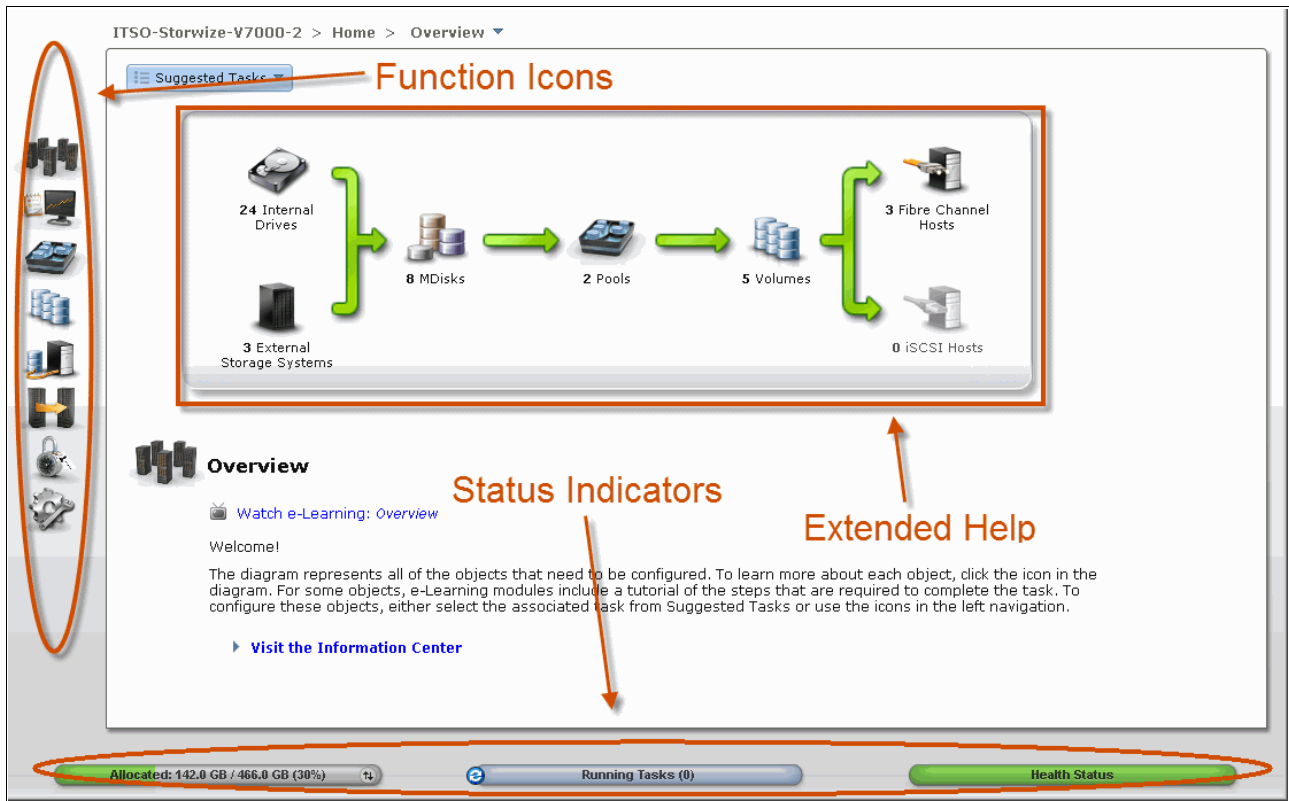 ITSO-Storwize-V7000-2 > Home > Overview
Suggested Tasks
Function Icons
24 Internal
Drives
3 External
Storage Systems
8 MDisks
2 Pools
5 Volumes
3 Fibre Channel
Hosts
0 iSCSI Hosts
Overview
Status Indicators
Extended Help
Watch e-Learning: Overview
Welcome!
The diagram represents all of the objects that need to be configured. To learn more about each object, click the icon in the
diagram. For some objects, e-Learning modules include a tutorial of the steps that are required to complete the task. To
configure these objects, either select the associated task from Suggested Tasks or use the icons in the left navigation.
Visit the Information Center
Allocated: 142.0 GB / 466.0 GB (30%)
Running Tasks (0)
Health Status